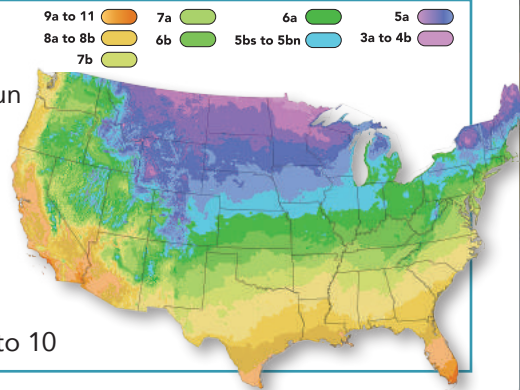 9a to 11 7a 6a 5a
8a to 8b 6b 5bs to 5bn 3a to 4b
7b
un
to 10